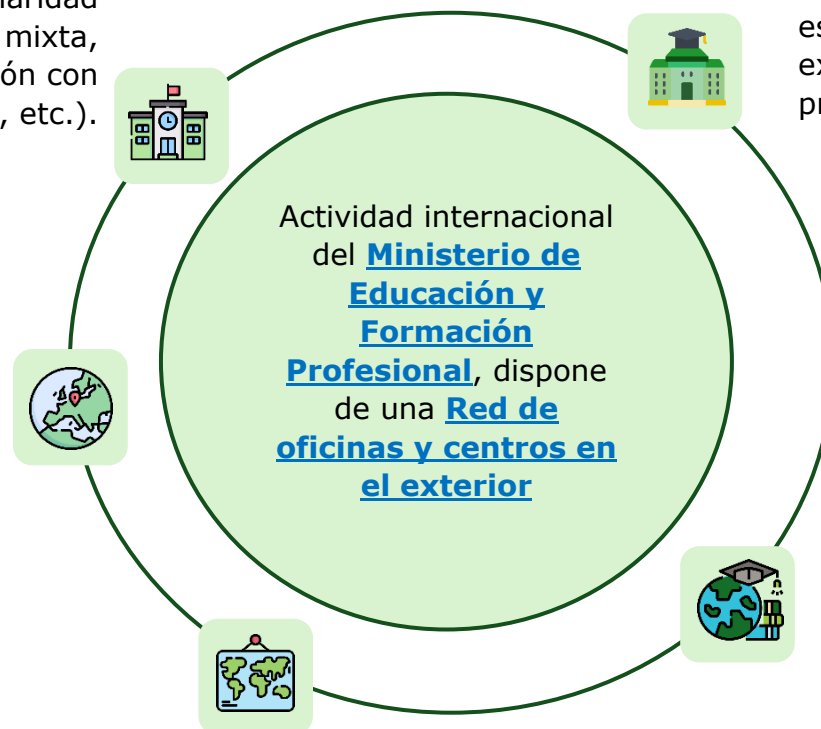 mixta,
ón con
, etc.).
Actividad internacional
del Ministerio de
Educación y
Formación
Profesional, dispone
de una Red de
oficinas y centros en
el exterior